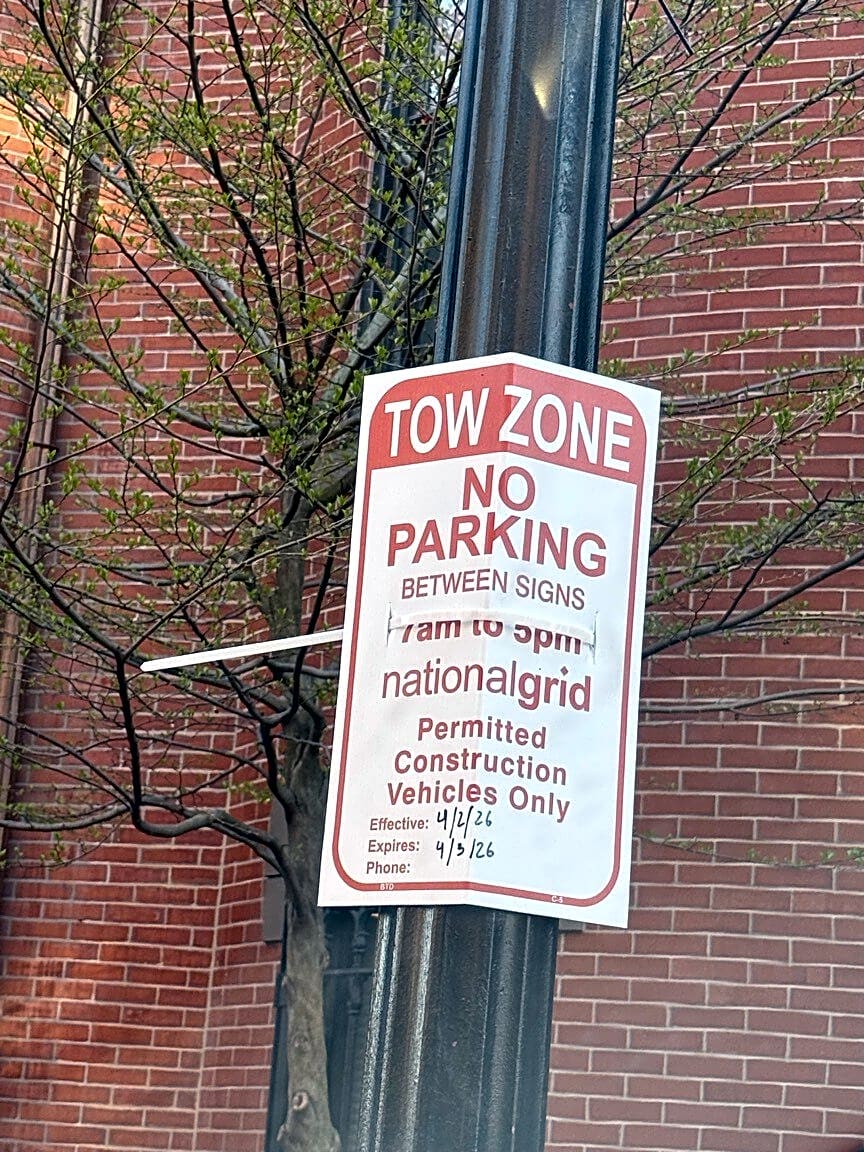 TOW ZONE
NO
PARKING
BETWEEN SIGNS
7am to 5pm
nationalgrid
Permitted
Construction
Vehicles Only
Effective: 4/2/26
Expires: 4/3/26
Phone:
BTD C-5